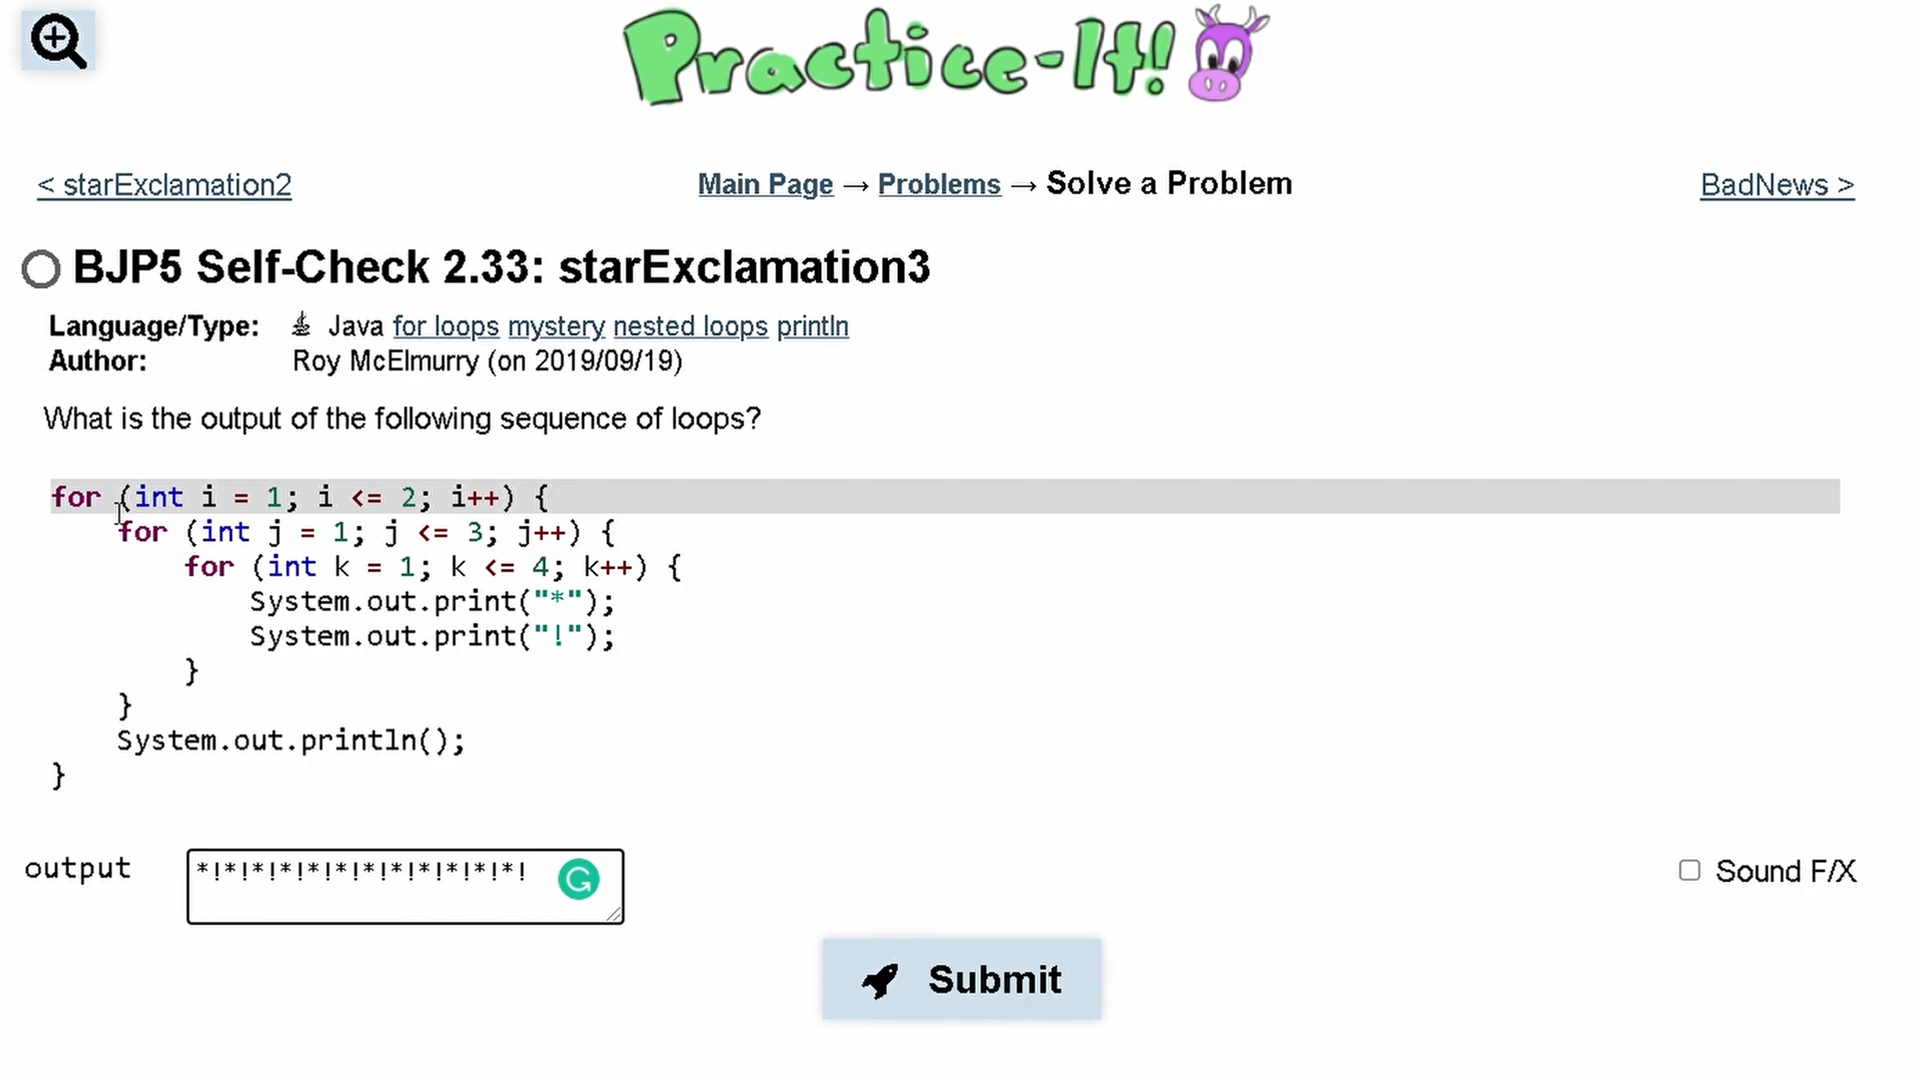 Practice-It!
< starExclamation2
Main Page → Problems → Solve a Problem
BadNews >
BJP5 Self-Check 2.33: starExclamation3
Language/Type: Java for loops mystery nested loops println
Author: Roy McElmurry (on 2019/09/19)
What is the output of the following sequence of loops?
for (int i = 1; i <= 2; i++) {
    for (int j = 1; j <= 3; j++) {
        for (int k = 1; k <= 4; k++) {
            System.out.print("*");
            System.out.print("!");
        }
    }
    System.out.println();
}
output
*!*!*!*!*!*!*!*!*!*!*!*!
Sound F/X
Submit